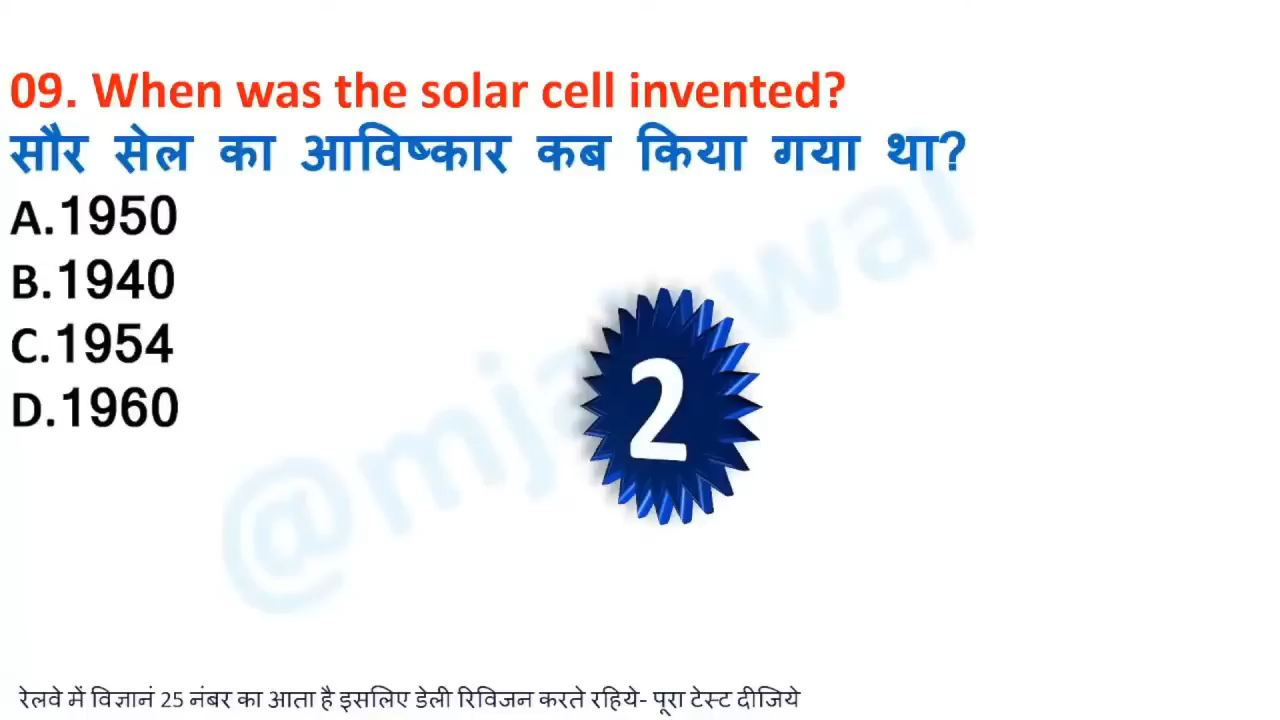 09. When was the solar cell invented?
सौर सेल का आविष्कार कब किया गया था?
A.1950
B.1940
C.1954
D.1960
2
रेलवे में विज्ञानं 25 नंबर का आता है इसलिए डेली रिविजन करते रहिये- पूरा टेस्ट दीजिये